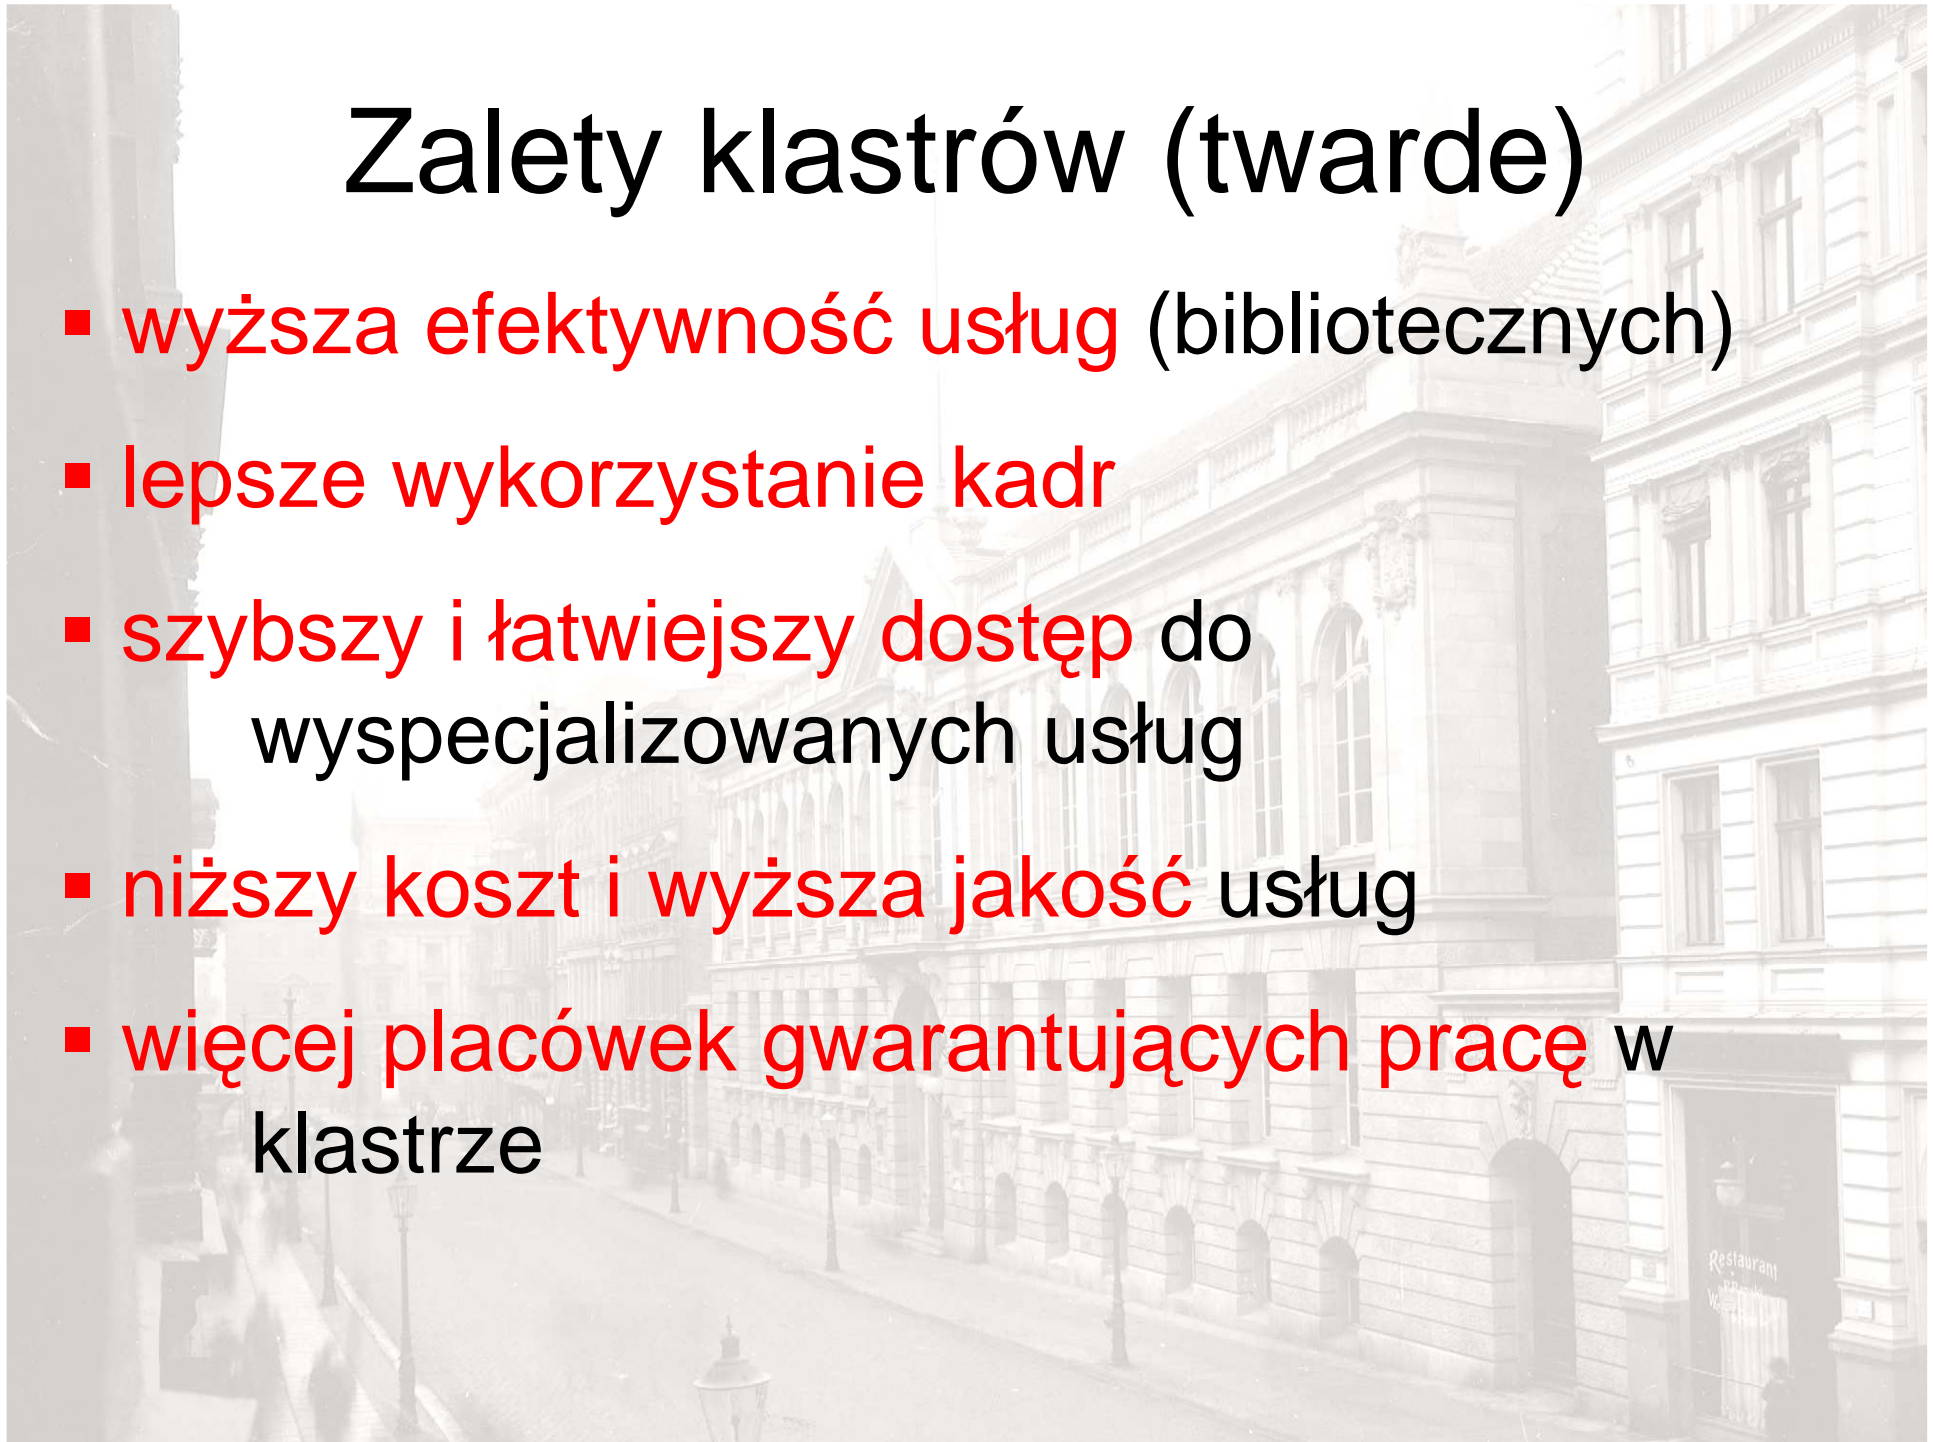 Zalety klastrów (twarde)
▪ wyższa efektywność usług (bibliotecznych)
▪ lepsze wykorzystanie kadr
▪ szybszy i łatwiejszy dostęp do
wyspecjalizowanych usług
▪ niższy koszt i wyższa jakość usług
▪ więcej placówek gwarantujących pracę w
klastrze
Restaurant